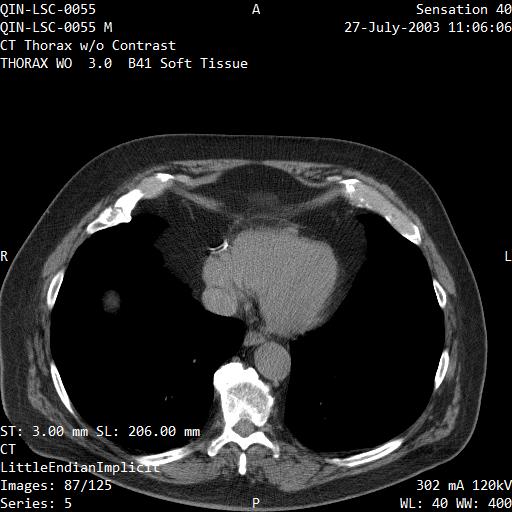 QIN-LSC-0055 A Sensation 40
QIN-LSC-0055 M 27-July-2003 11:06:06
CT Thorax w/o Contrast
THORAX WO 3.0 B41 Soft Tissue
R L
ST: 3.00 mm SL: 206.00 mm
CT
LittleEndianImplicit
Images: 87/125 302 mA 120kV
Series: 5 P WL: 40 WW: 400